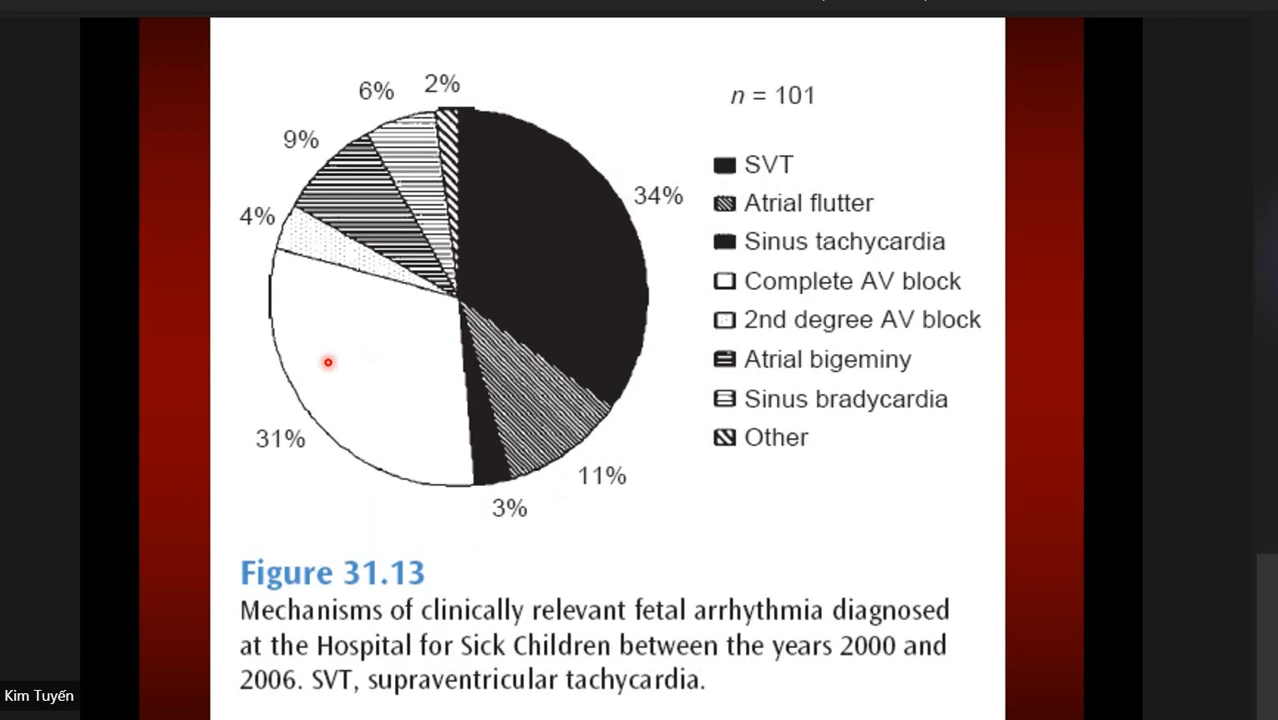 2%
6%
n = 101
9%
SVT
34%
Atrial flutter
4%
Sinus tachycardia
Complete AV block
2nd degree AV block
Atrial bigeminy
Sinus bradycardia
31%
Other
11%
3%
Figure 31.13
Mechanisms of clinically relevant fetal arrhythmia diagnosed
at the Hospital for Sick Children between the years 2000 and
2006. SVT, supraventricular tachycardia.
Kim Tuyến